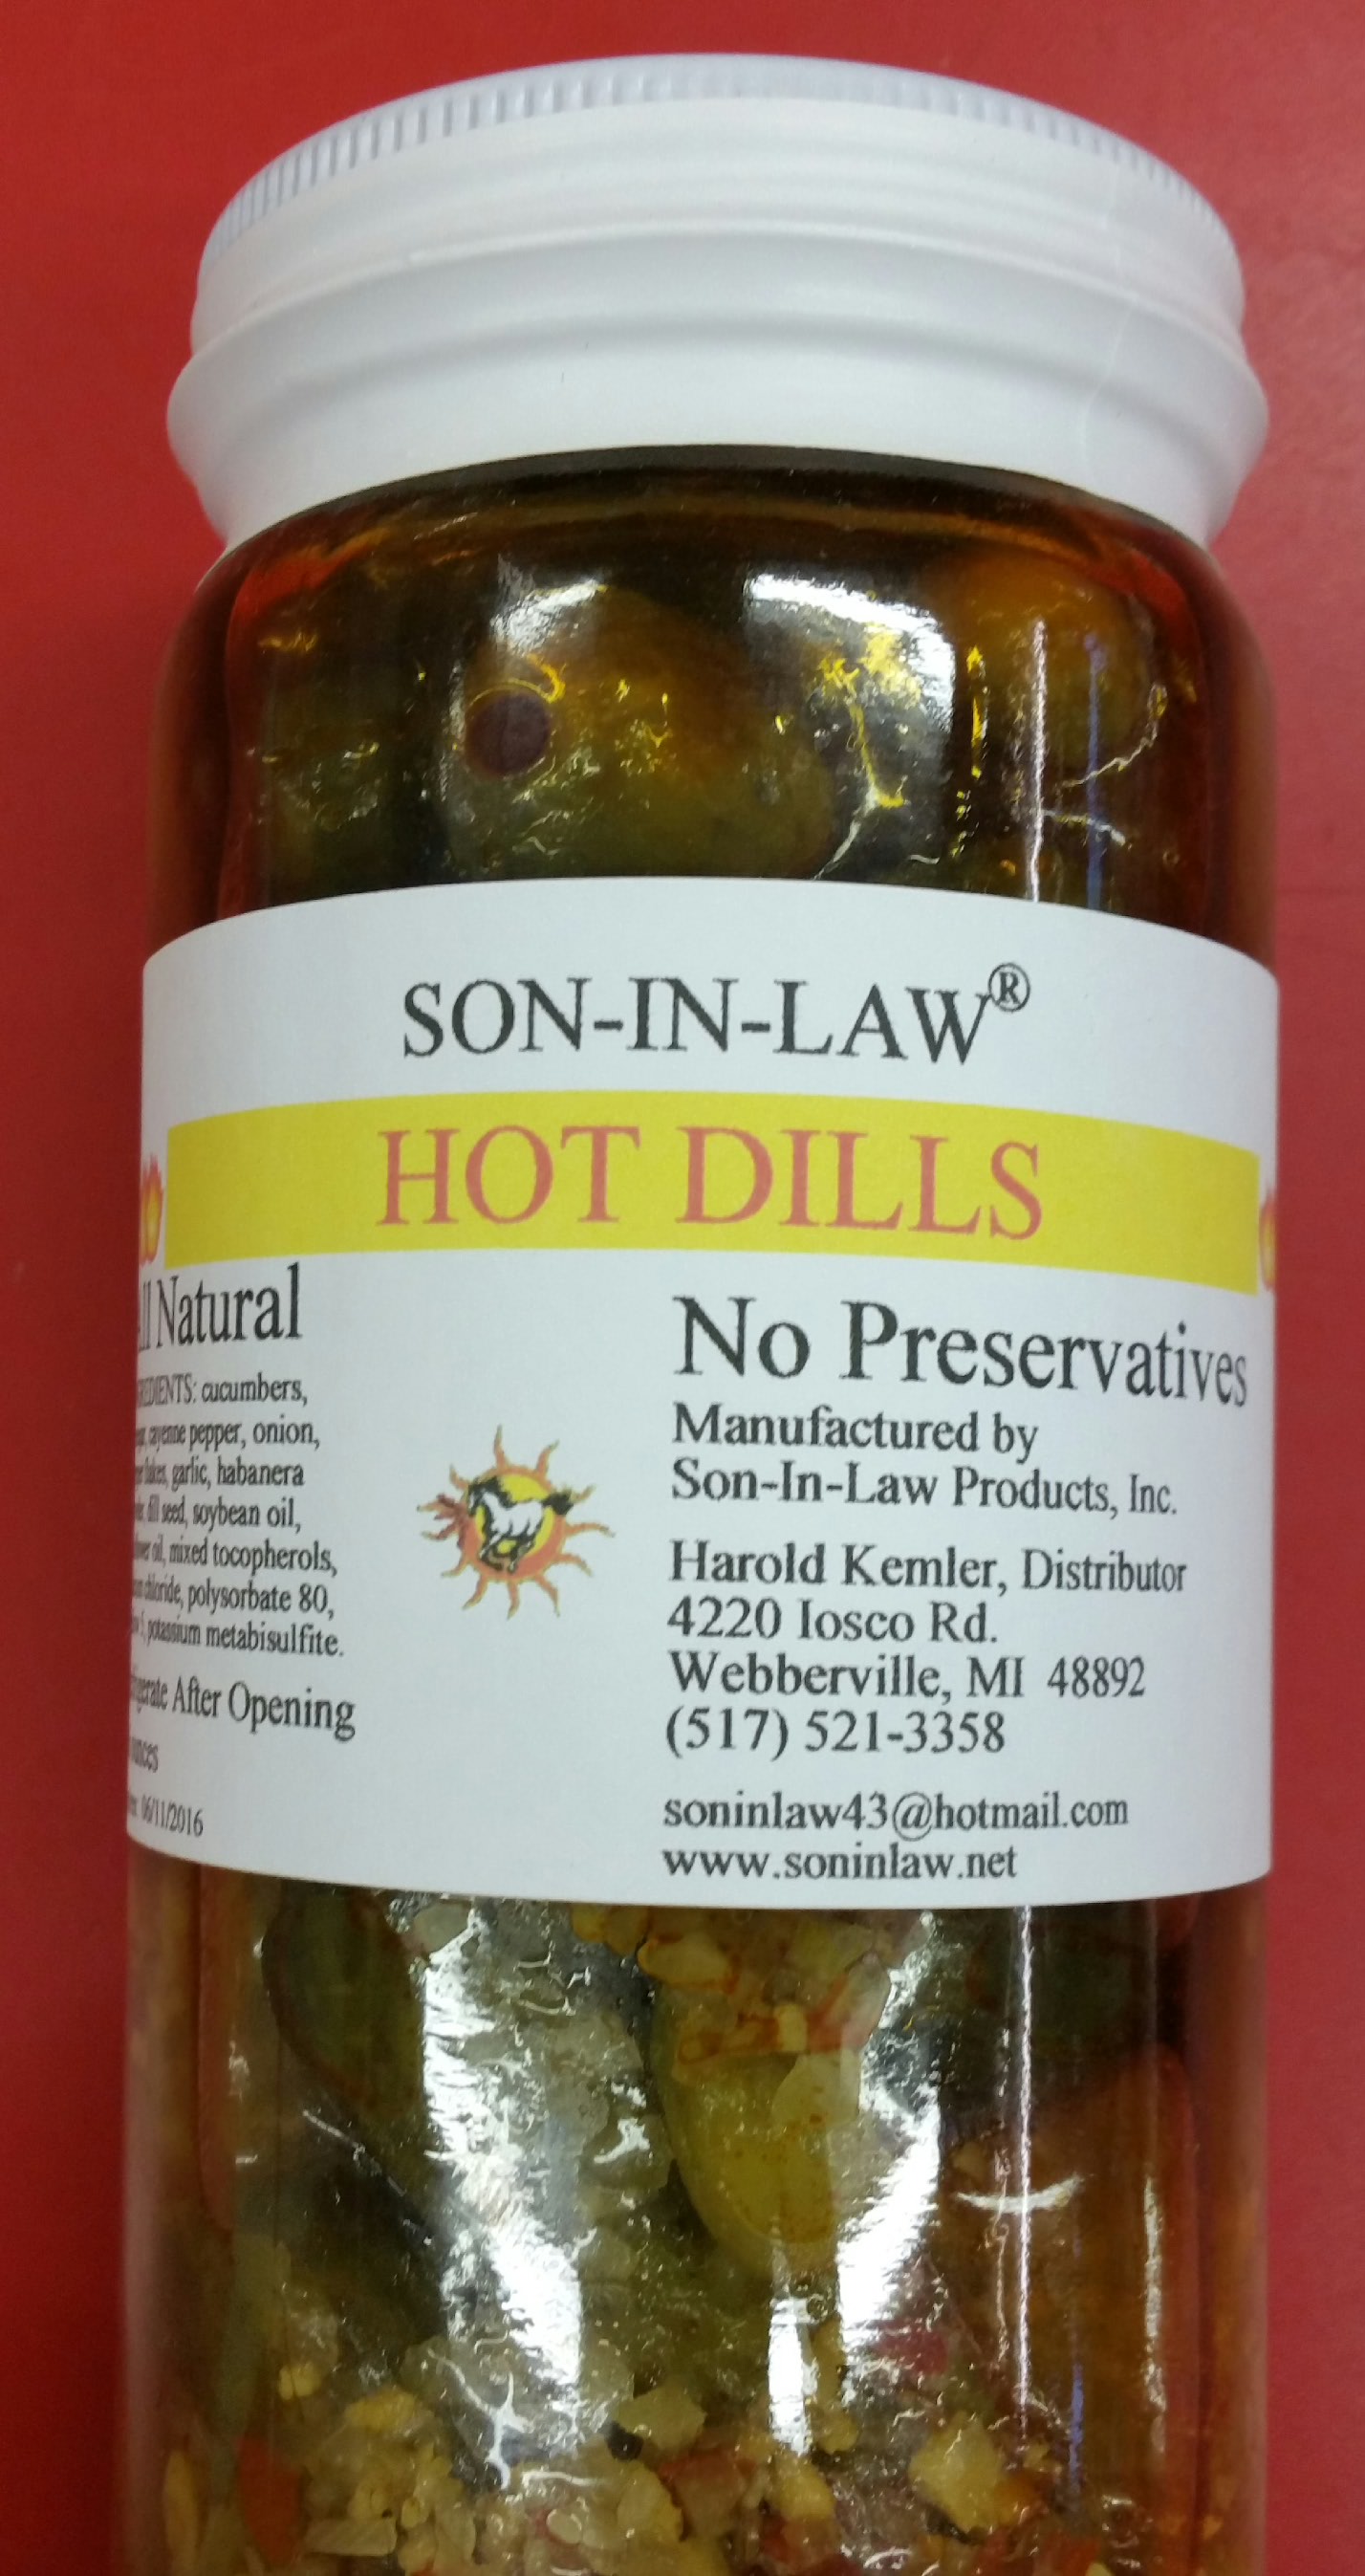 SON-IN-LAW®
HOT DILLS
Natural
cucumbers,
cayenne pepper, onion,
garlic, habanera
dill seed, soybean oil,
oil, mixed tocopherols,
chloride, polysorbate 80,
potassium metabisulfite.
After Opening
06/11/2016
No Preservatives
Manufactured by
Son-In-Law Products, Inc.
Harold Kemler, Distributor
4220 Iosco Rd.
Webberville, MI 48892
(517) 521-3358
soninlaw43@hotmail.com
www.soninlaw.net